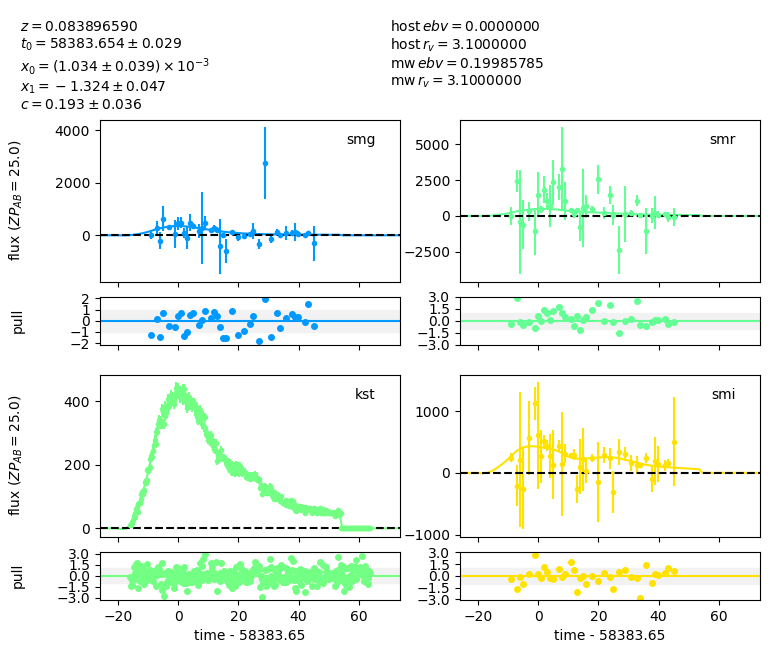 z = 0.083896590
t₀ = 58383.654 ± 0.029
x₀ = (1.034 ± 0.039) × 10⁻³
x₁ = −1.324 ± 0.047
c = 0.193 ± 0.036
host ebv = 0.0000000
host r_v = 3.1000000
mw ebv = 0.19985785
mw r_v = 3.1000000
smg
4000
2000
0
flux (ZP_AB = 25.0)
smr
5000
2500
0
−2500
2
1
0
−1
−2
pull
3.0
1.5
0.0
−1.5
−3.0
kst
400
200
0
flux (ZP_AB = 25.0)
smi
1000
0
−1000
3.0
1.5
0.0
−1.5
−3.0
pull
−20 0 20 40 60
time - 58383.65
3.0
1.5
0.0
−1.5
−3.0
−20 0 20 40 60
time - 58383.65